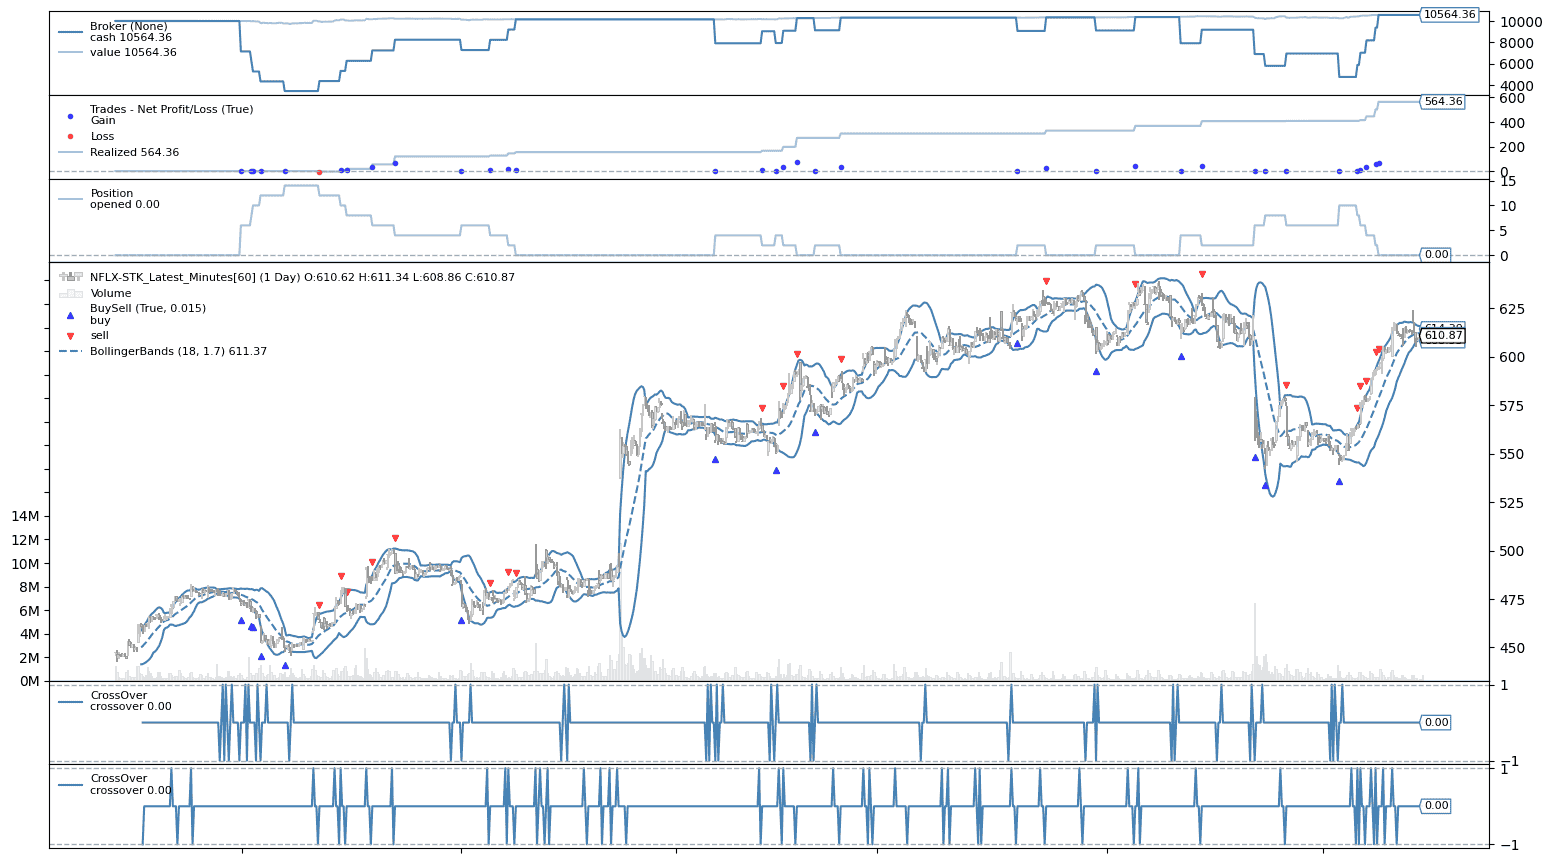 Broker (None)
cash 10564.36
value 10564.36
10564.36
10000
8000
6000
4000
Trades - Net Profit/Loss (True)
Gain
Loss
Realized 564.36
600
564.36
400
200
0
Position
opened 0.00
15
10
5
0
0.00
NFLX-STK_Latest_Minutes[60] (1 Day) O:610.62 H:611.34 L:608.86 C:610.87
Volume
BuySell (True, 0.015)
buy
sell
BollingerBands (18, 1.7) 611.37
625
610.87
600
575
550
525
500
475
450
14M
12M
10M
8M
6M
4M
2M
0M
CrossOver
crossover 0.00
1
0.00
−1
CrossOver
crossover 0.00
1
0.00
−1